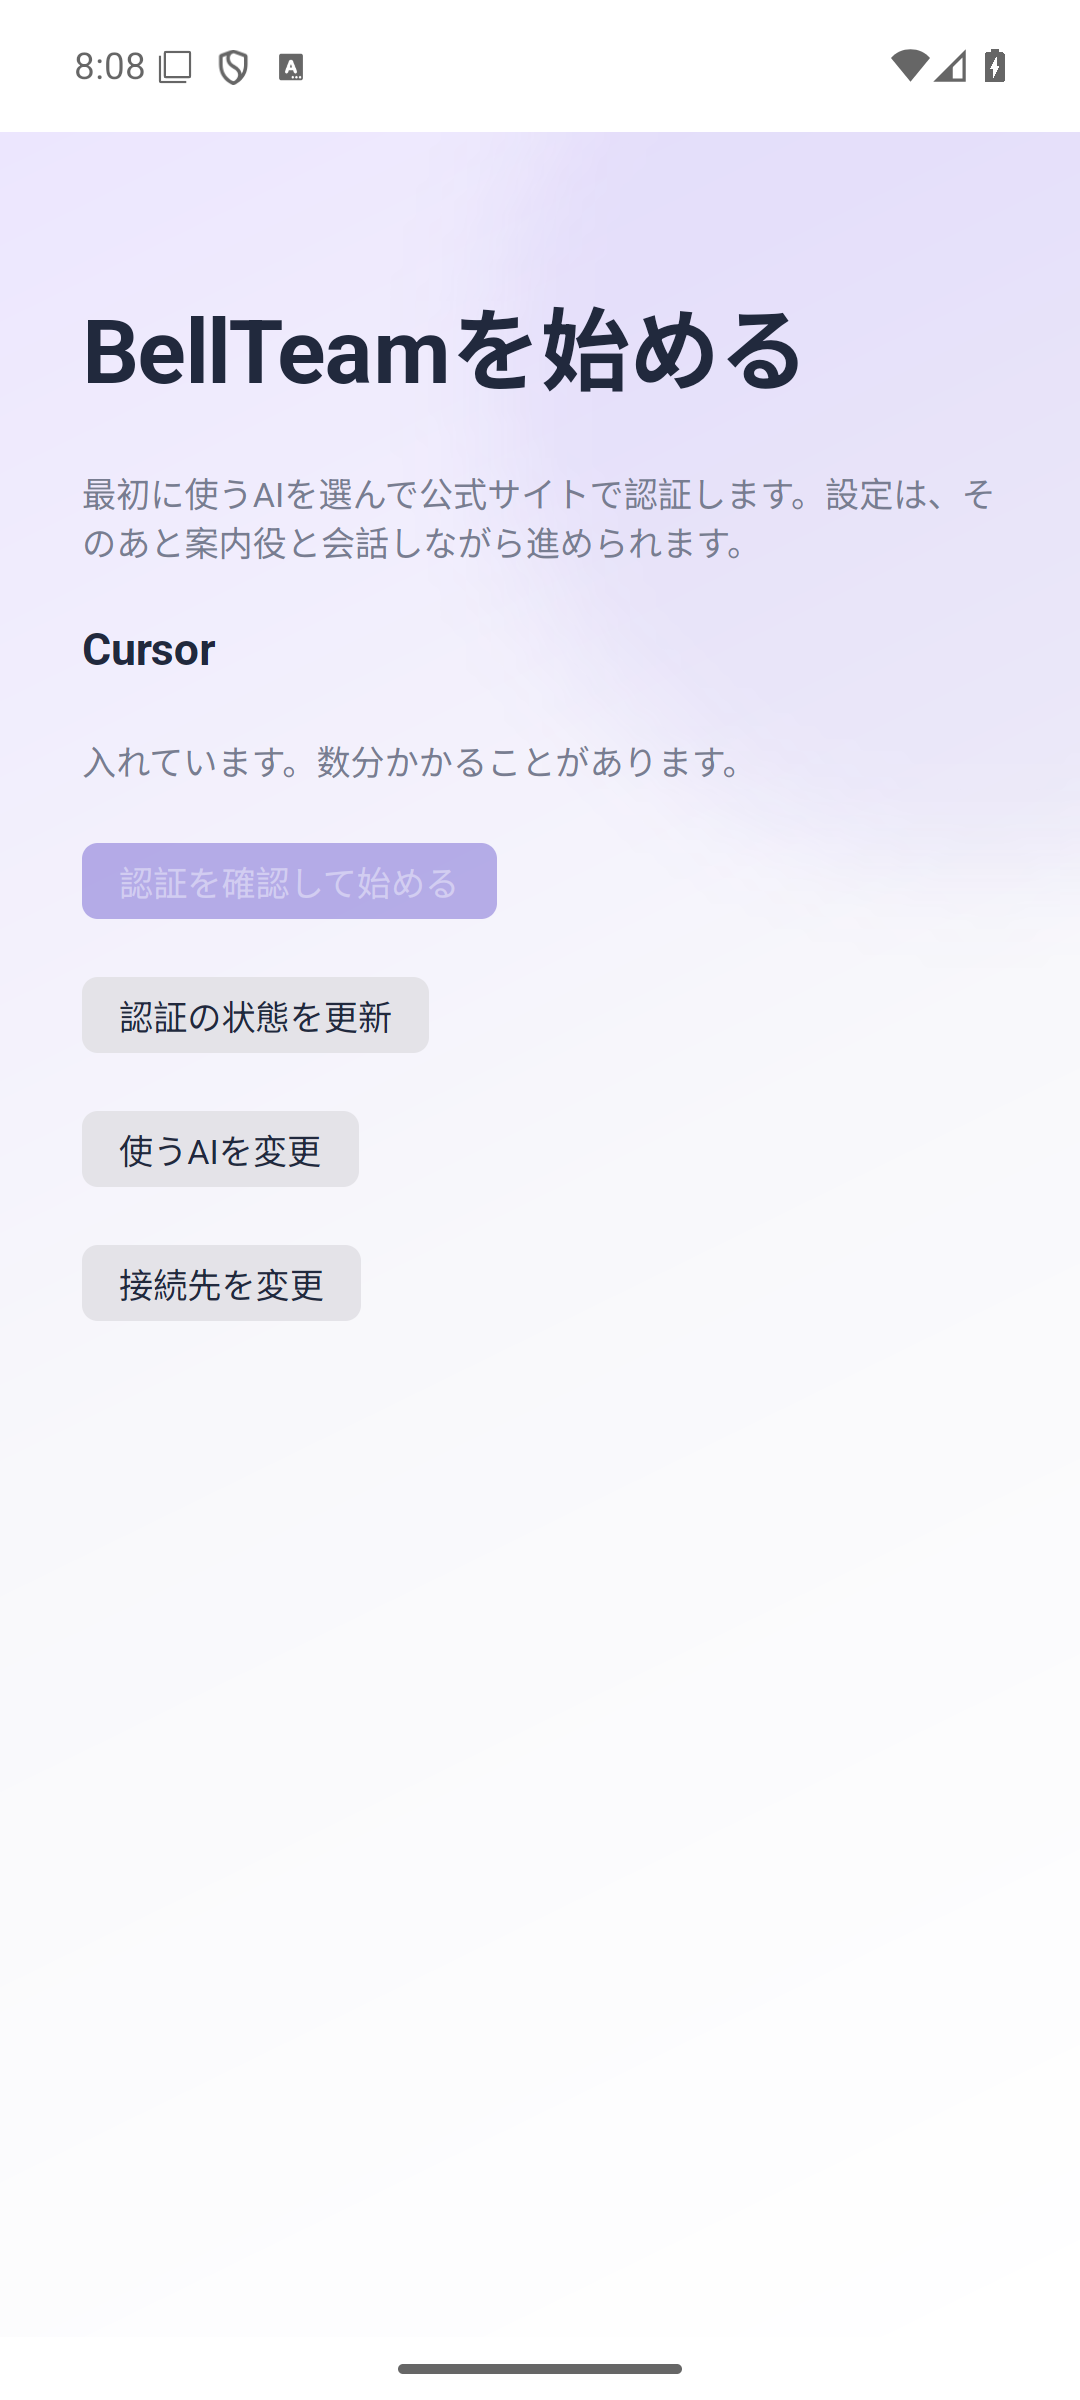 8:08
BellTeamを始める
最初に使うAIを選んで公式サイトで認証します。設定は、そ
のあと案内役と会話しながら進められます。
Cursor
入れています。数分かかることがあります。
認証を確認して始める
認証の状態を更新
使うAIを変更
接続先を変更